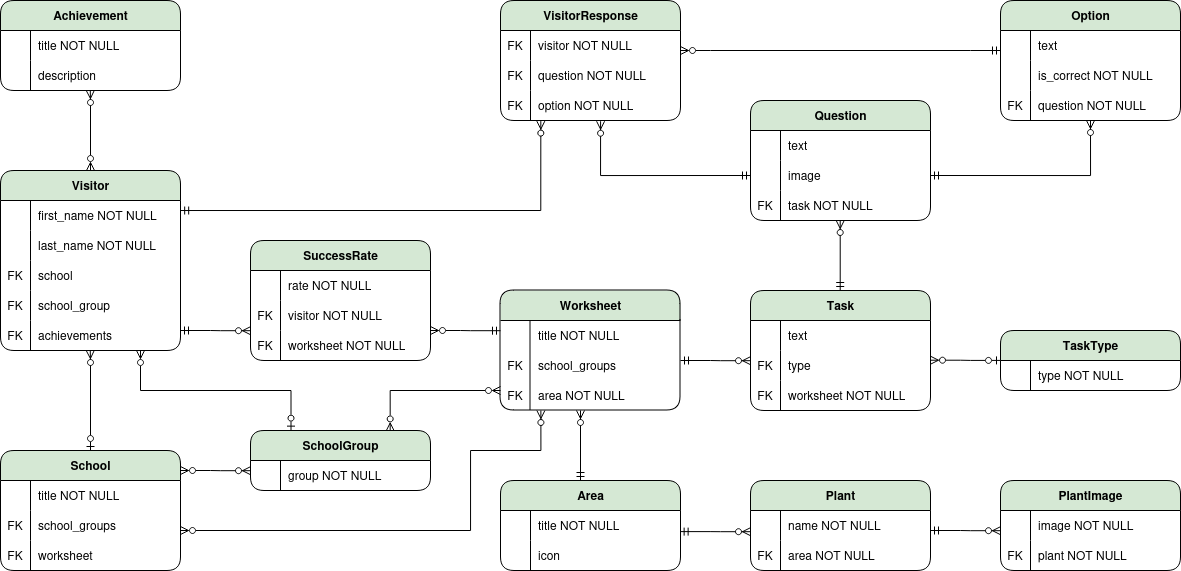 Achievement
title NOT NULL
description
VisitorResponse
FK visitor NOT NULL
FK question NOT NULL
FK option NOT NULL
Option
text
is_correct NOT NULL
FK question NOT NULL
Question
text
image
FK task NOT NULL
Visitor
first_name NOT NULL
last_name NOT NULL
FK school
FK school_group
FK achievements
SuccessRate
rate NOT NULL
FK visitor NOT NULL
FK worksheet NOT NULL
Worksheet
title NOT NULL
FK school_groups
FK area NOT NULL
Task
text
FK type
FK worksheet NOT NULL
TaskType
type NOT NULL
SchoolGroup
group NOT NULL
School
title NOT NULL
FK school_groups
FK worksheet
Area
title NOT NULL
icon
Plant
name NOT NULL
FK area NOT NULL
PlantImage
image NOT NULL
FK plant NOT NULL